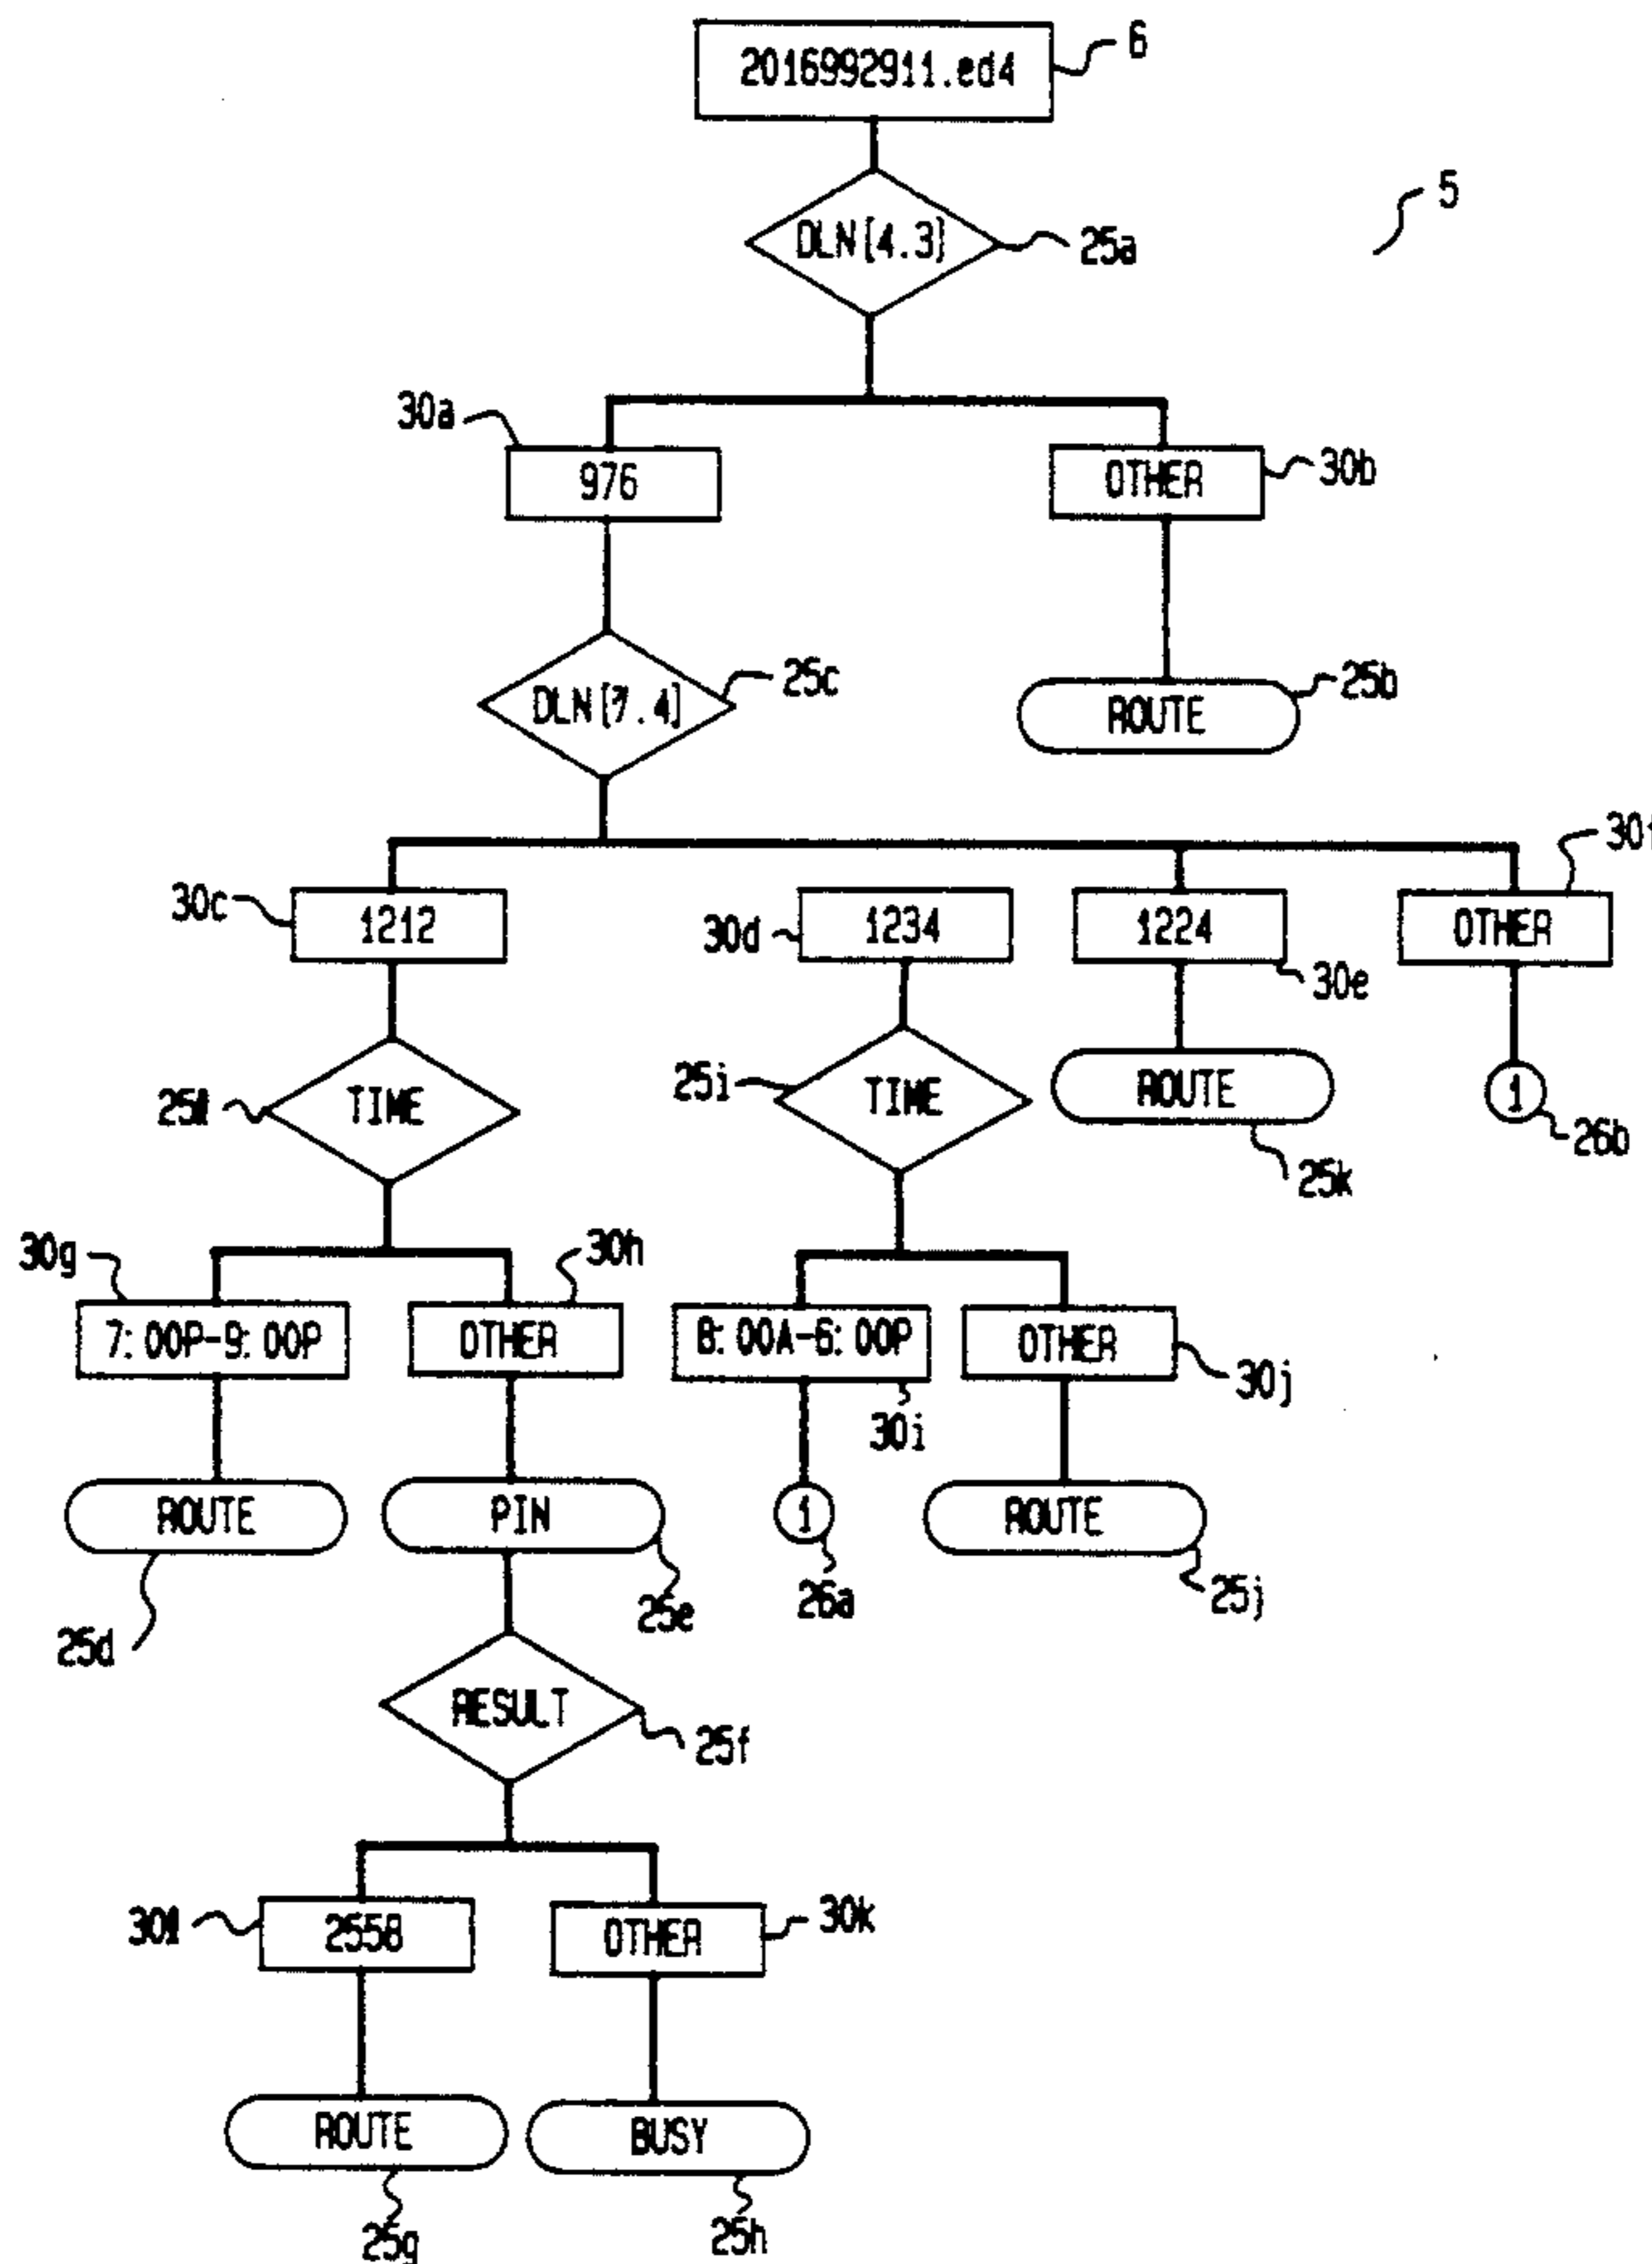 2016992911.ed4
6
5
DLN[4.3]
25a
30a
976
OTHER
30b
DLN[7.4]
25c
ROUTE
25b
30f
30c
1212
30d
1234
1224
OTHER
30e
25l
TIME
25i
TIME
ROUTE
1
26b
25k
30g
30h
7:00P-9:00P
OTHER
8:00A-6:00P
OTHER
30j
30i
ROUTE
PIN
1
ROUTE
25d
25e
26a
25j
RESULT
25f
30l
2558
OTHER
30k
ROUTE
BUSY
25g
25h